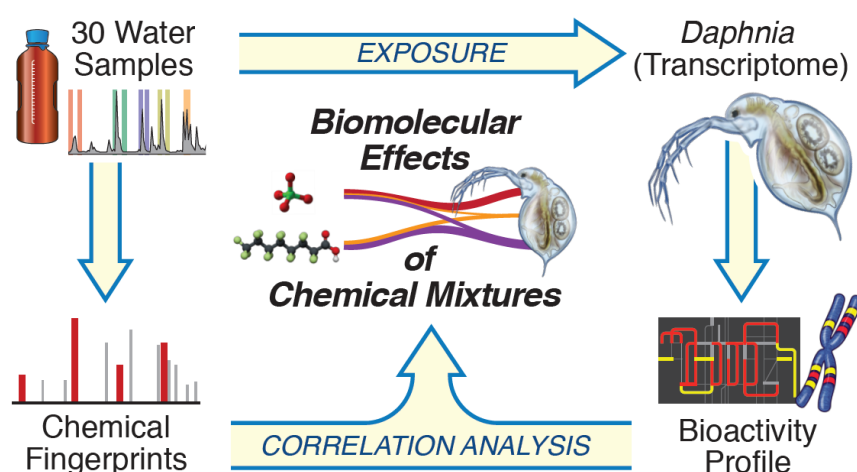 30 Water
Samples
EXPOSURE
Daphnia
(Transcriptome)
Biomolecular
Effects
of
Chemical Mixtures
Chemical
Fingerprints
CORRELATION ANALYSIS
Bioactivity
Profile